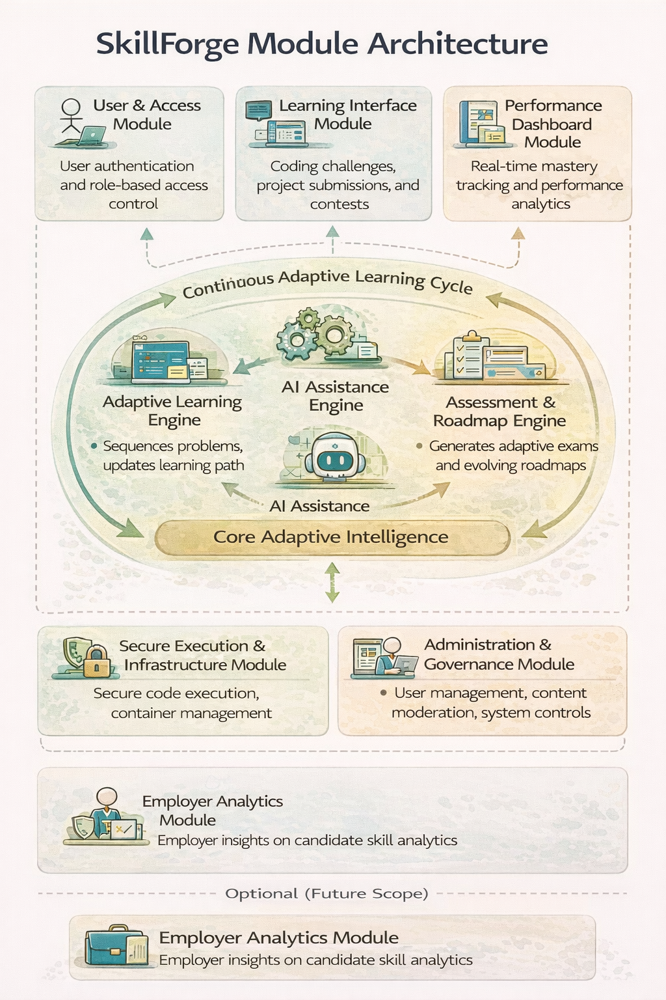 SkillForge Module Architecture
User & Access
Module
User authentication
and role-based access
control
Learning Interface
Module
Coding challenges,
project submissions, and
contests
Performance
Dashboard
Module
Real-time mastery
tracking and performance
analytics
Continuous Adaptive Learning Cycle
Adaptive Learning
Engine
• Sequences problems,
updates learning path
AI Assistance
Engine
Assessment &
Roadmap Engine
• Generates adaptive exams
and evolving roadmaps
AI Assistance
Core Adaptive Intelligence
Secure Execution &
Infrastructure Module
Secure code execution,
container management
Administration &
Governance Module
• User management, content
moderation, system controls
Employer Analytics
Module
Employer insights on candidate skill analytics
Optional (Future Scope)
Employer Analytics Module
Employer insights on candidate skill analytics